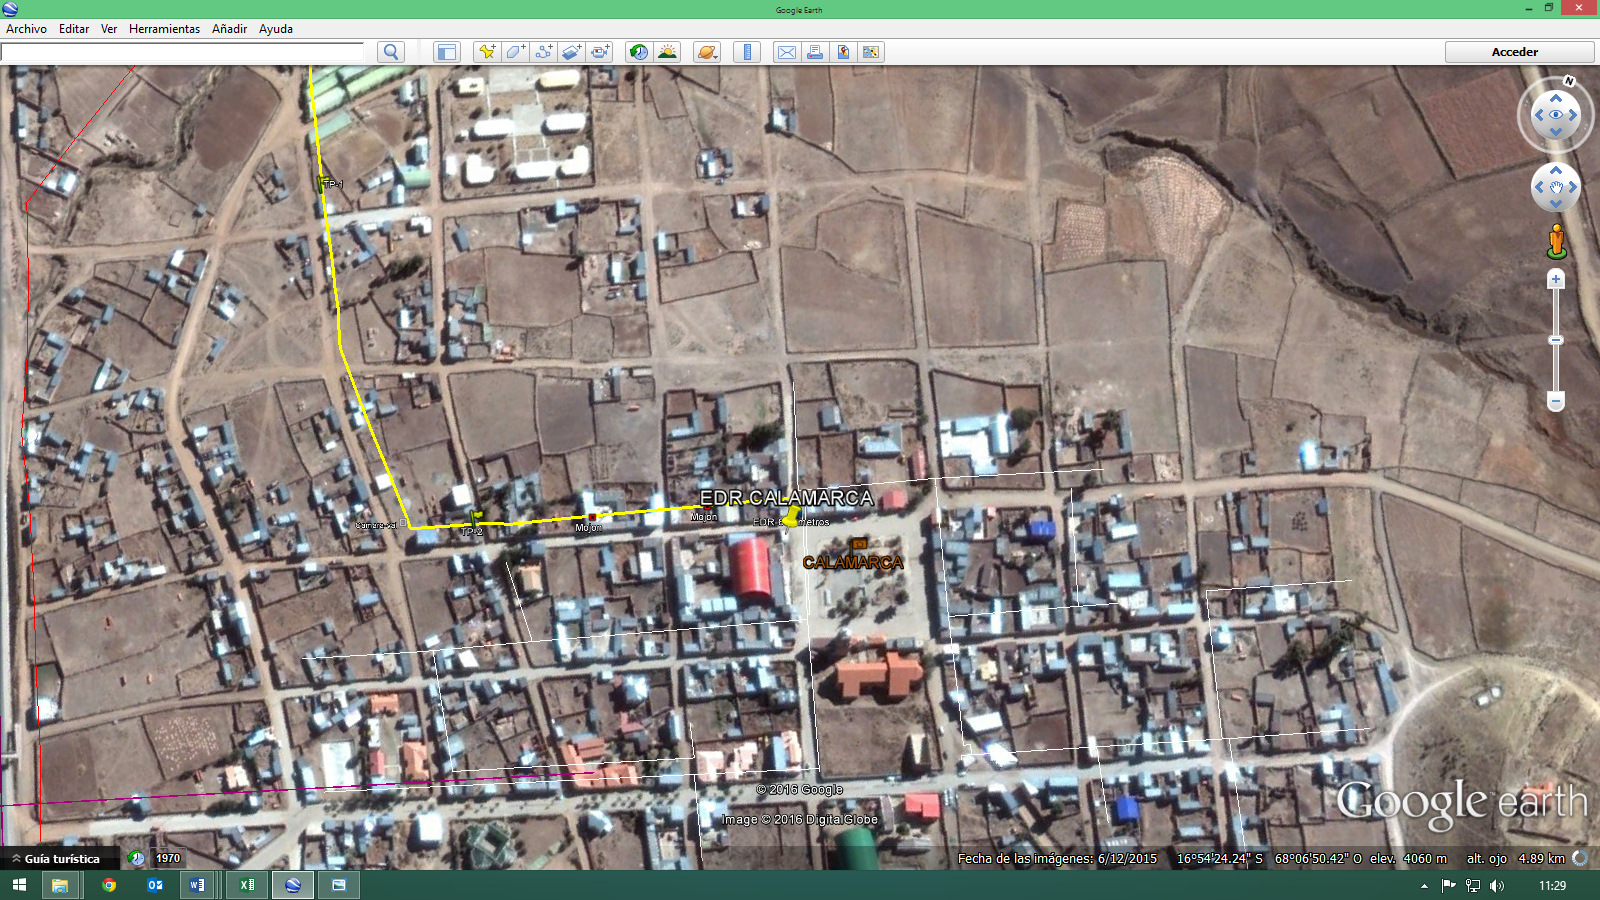 Google Earth
Archivo Editar Ver Herramientas Añadir Ayuda
Acceder
N
TP-1
EDR CALAMARCA
TP-2
Mojon
Mojon
CALAMARCA
© 2016 Google
Image © 2016 DigitalGlobe
Google earth
Guía turística
1970
Fecha de las imágenes: 6/12/2015 16°54'24.24" S 68°06'50.42" O elev. 4060 m alt. ojo 4.89 km
11:29